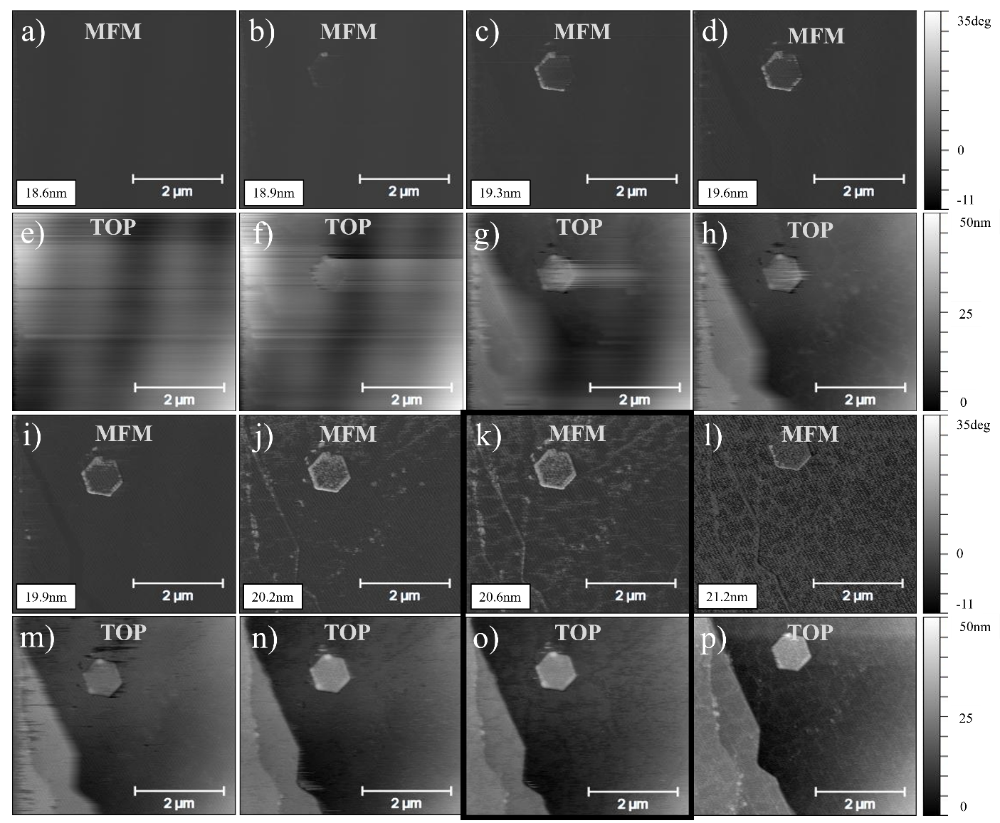 a) MFM
18.6nm
2 µm
b) MFM
18.9nm
2 µm
c) MFM
19.3nm
2 µm
d) MFM
19.6nm
2 µm
35deg
0
-11
e) TOP
2 µm
f) TOP
2 µm
g) TOP
2 µm
h) TOP
2 µm
50nm
25
0
i) MFM
19.9nm
2 µm
j) MFM
20.2nm
2 µm
k) MFM
20.6nm
2 µm
l) MFM
21.2nm
2 µm
35deg
0
-11
m) TOP
2 µm
n) TOP
2 µm
o) TOP
2 µm
p) TOP
2 µm
50nm
25
0